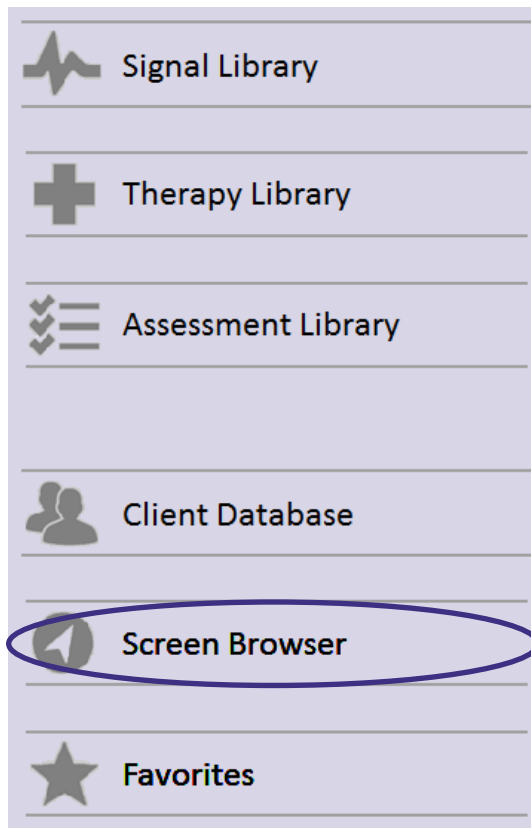 Signal Library
Therapy Library
Assessment Library
Client Database
Screen Browser
Favorites